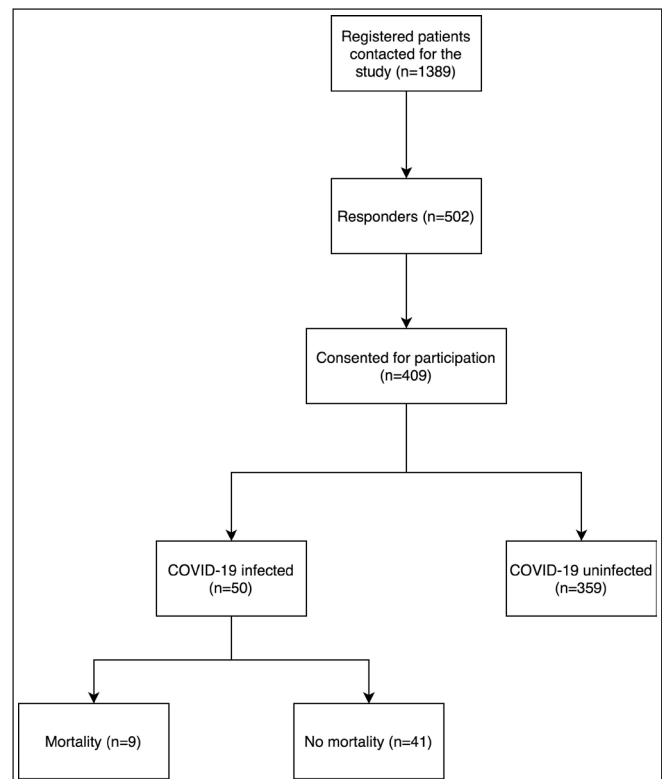 Registered patients
contacted for the
study (n=1389)
Responders (n=502)
Consented for participation
(n=409)
COVID-19 infected
(n=50)
COVID-19 uninfected
(n=359)
Mortality (n=9)
No mortality (n=41)